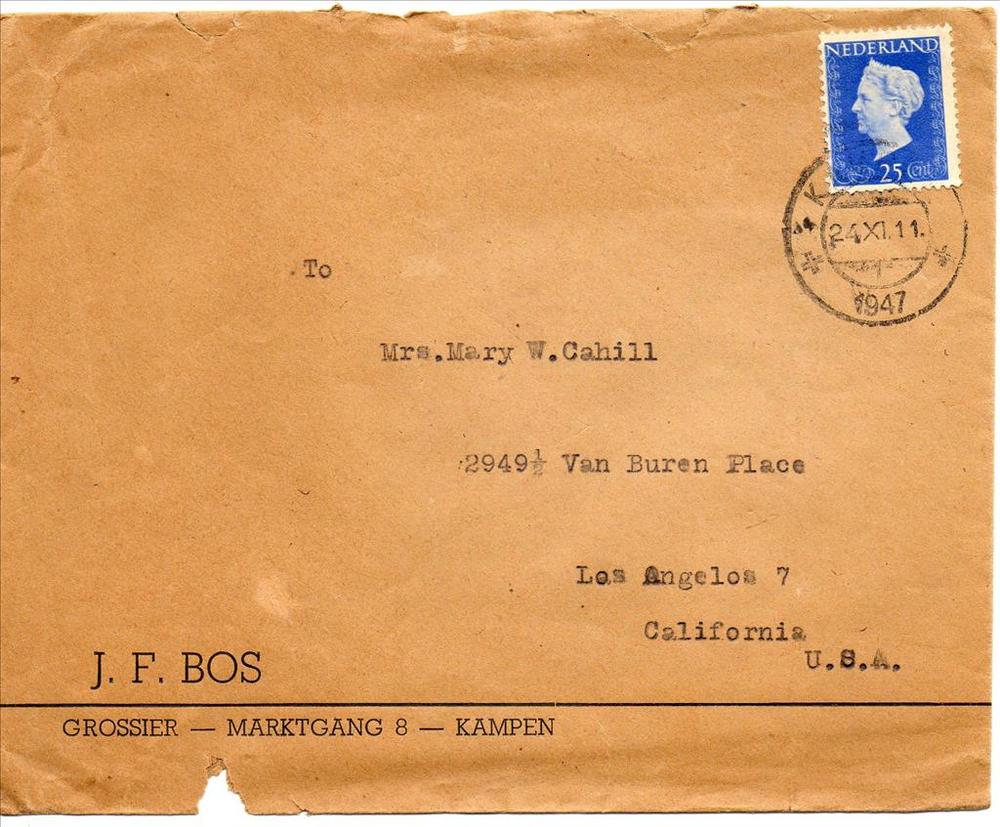 NEDERLAND
25 Cent
24.XI.11.
1947
To
Mrs.Mary W.Cahill
2949½ Van Buren Place
Los Angelos 7
California
U.S.A.
J. F. BOS
GROSSIER — MARKTGANG 8 — KAMPEN